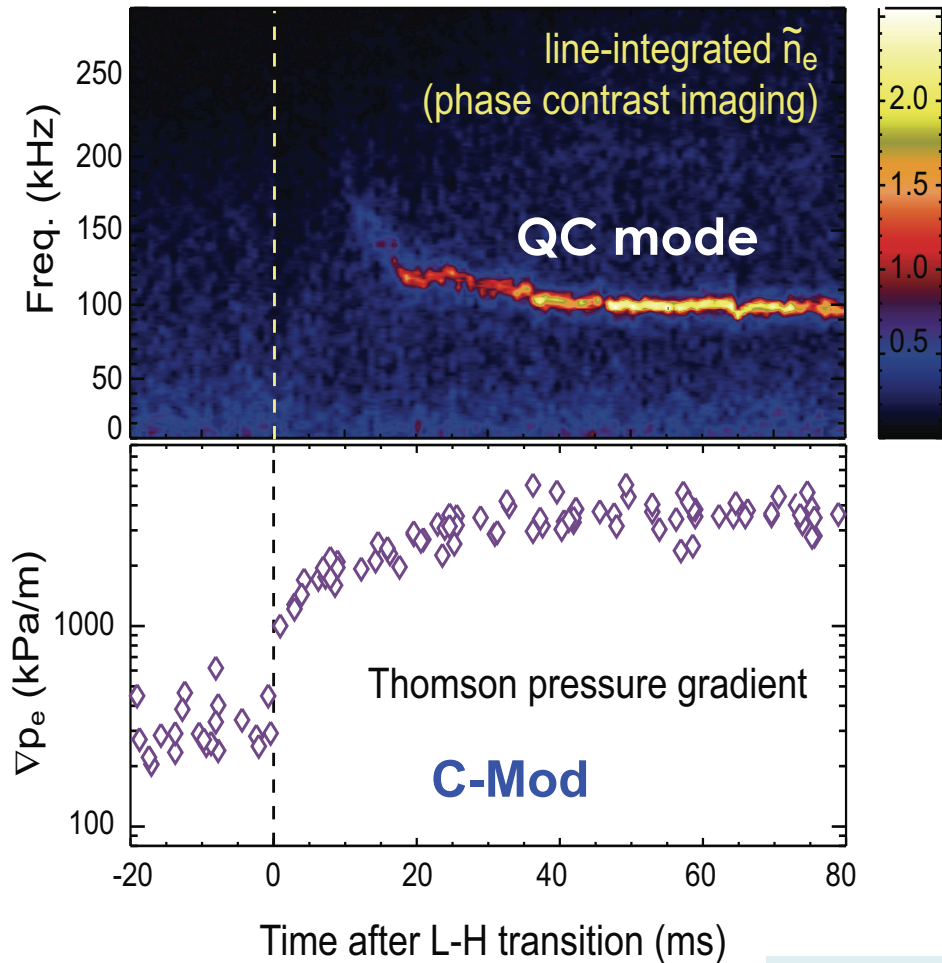 line-integrated ñₑ
(phase contrast imaging)
QC mode
Freq. (kHz)
250
200
150
100
50
0
2.0
1.5
1.0
0.5
∇pₑ (kPa/m)
1000
100
Thomson pressure gradient
C-Mod
-20 0 20 40 60 80
Time after L-H transition (ms)